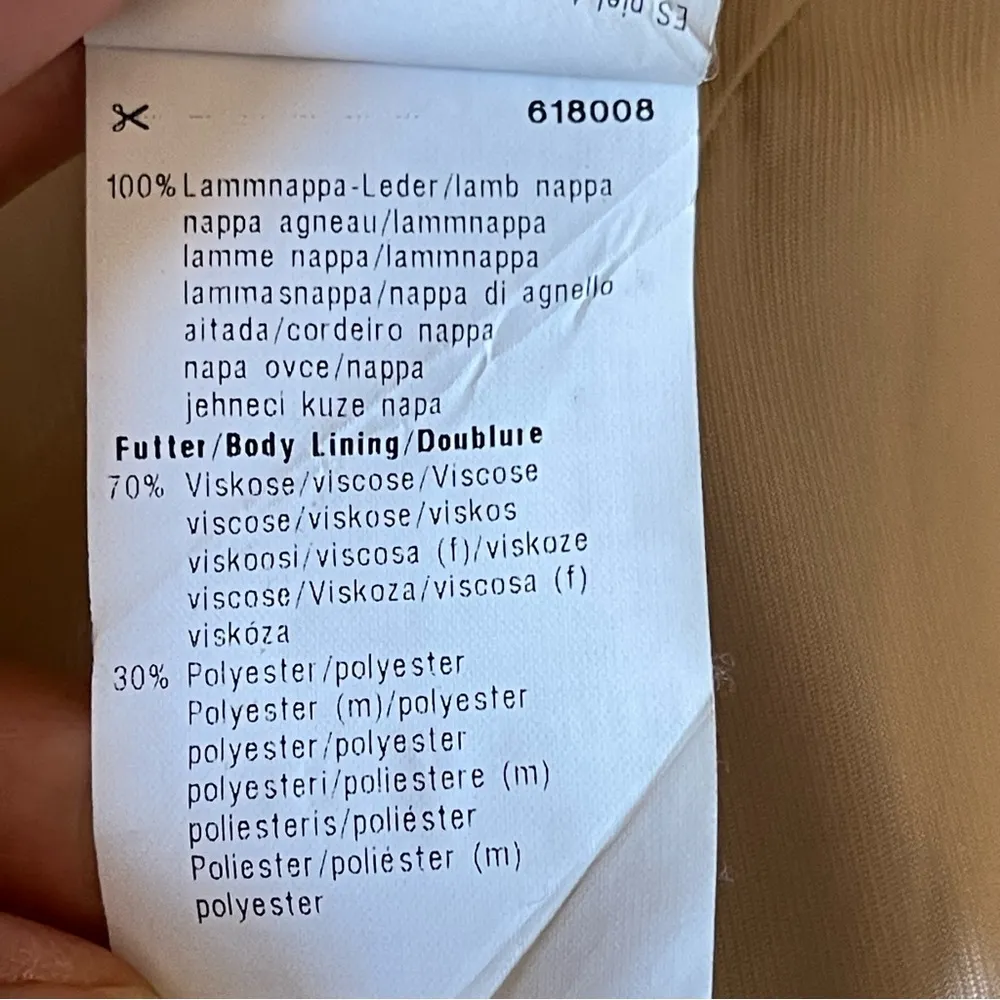 ES piel
618008
100% Lammnappa-Leder/lamb nappa
nappa agneau/lammnappa
lamme nappa/lammnappa
lammasnappa/nappa di agnello
aitada/cordeiro nappa
napa ovce/nappa
jehneci kuze napa
Futter/Body Lining/Doublure
70% Viskose/viscose/Viscose
viscose/viskose/viskos
viskoosi/viscosa (f)/viskoze
viscose/Viskoza/viscosa (f)
viskóza
30% Polyester/polyester
Polyester (m)/polyester
polyester/polyester
polyesteri/poliestere (m)
poliesteris/poliéster
Poliester/poliéster (m)
polyester